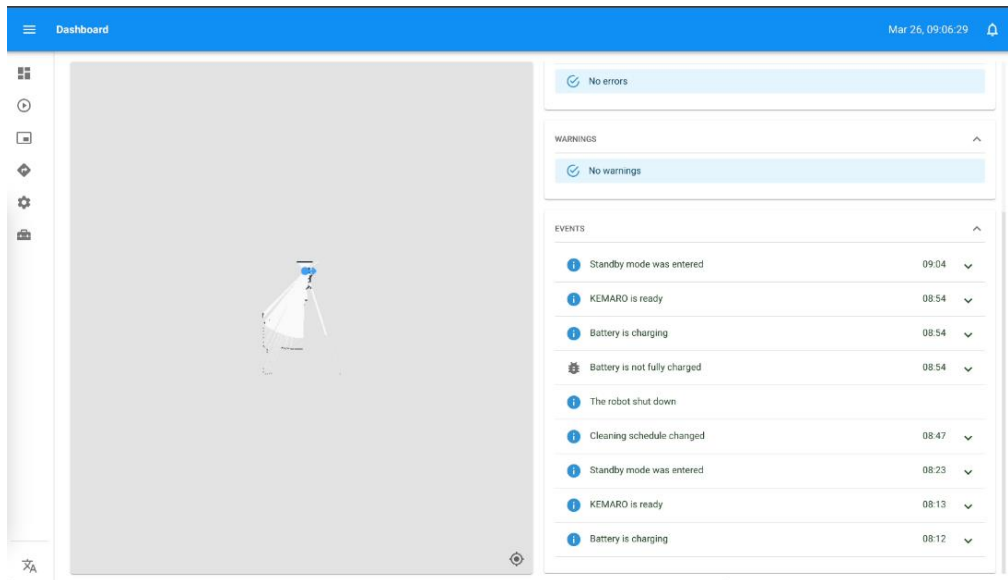 Dashboard
Mar 26, 09:06:29
No errors
WARNINGS
No warnings
EVENTS
Standby mode was entered 09:04
KEMARO is ready 08:54
Battery is charging 08:54
Battery is not fully charged 08:54
The robot shut down
Cleaning schedule changed 08:47
Standby mode was entered 08:23
KEMARO is ready 08:13
Battery is charging 08:12